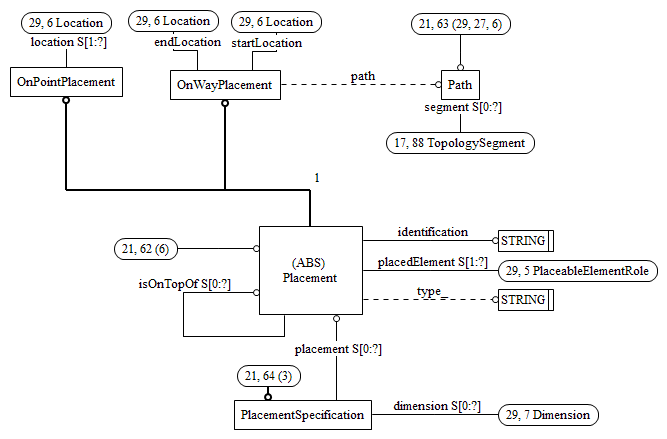 29, 6 Location
29, 6 Location
29, 6 Location
21, 63 (29, 27, 6)
location S[1:?]
endLocation
startLocation
OnPointPlacement
OnWayPlacement
path
Path
segment S[0:?]
17, 88 TopologySegment
1
21, 62 (6)
(ABS)
Placement
identification
STRING
placedElement S[1:?]
29, 5 PlaceableElementRole
isOnTopOf S[0:?]
type_
STRING
placement S[0:?]
21, 64 (3)
PlacementSpecification
dimension S[0:?]
29, 7 Dimension